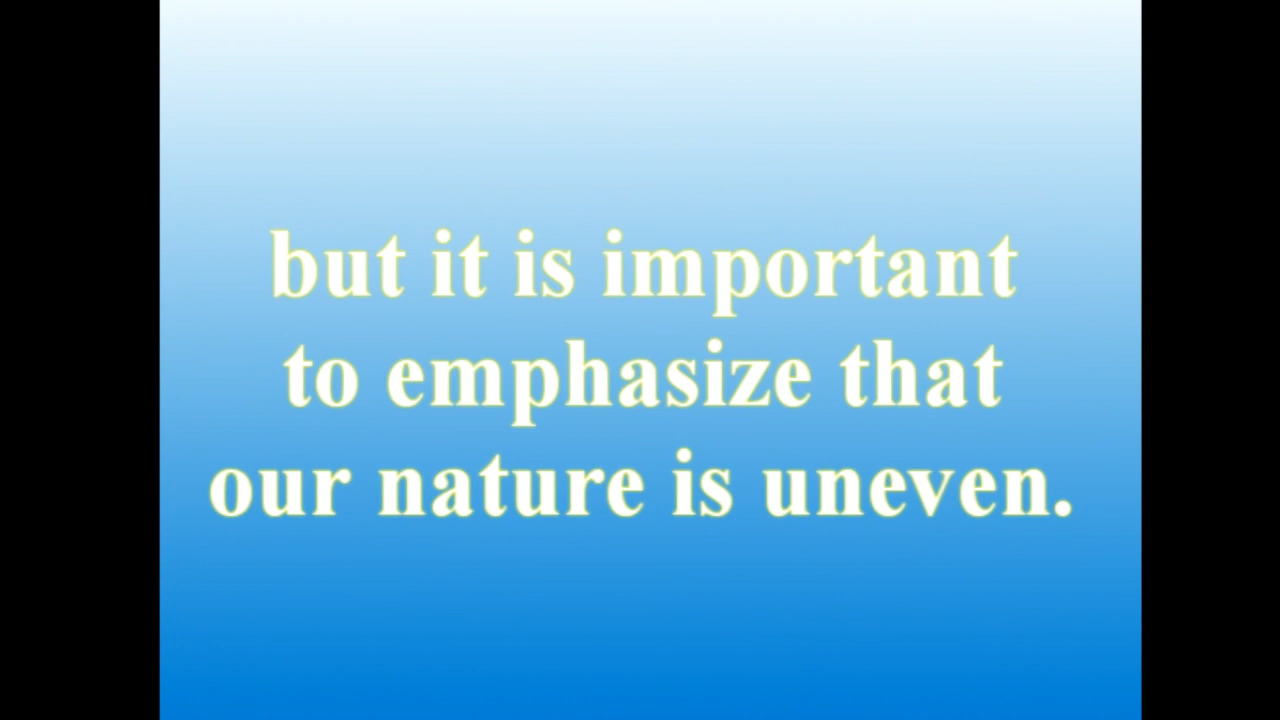 but it is important
to emphasize that
our nature is uneven.